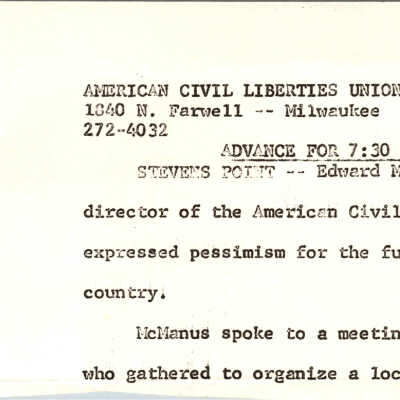 AMERICAN CIVIL LIBERTIES UNION
1840 N. Farwell -- Milwaukee
272-4032
ADVANCE FOR 7:30
STEVENS POINT -- Edward M
director of the American Civil
expressed pessimism for the fu
country.
McManus spoke to a meetin
who gathered to organize a loc